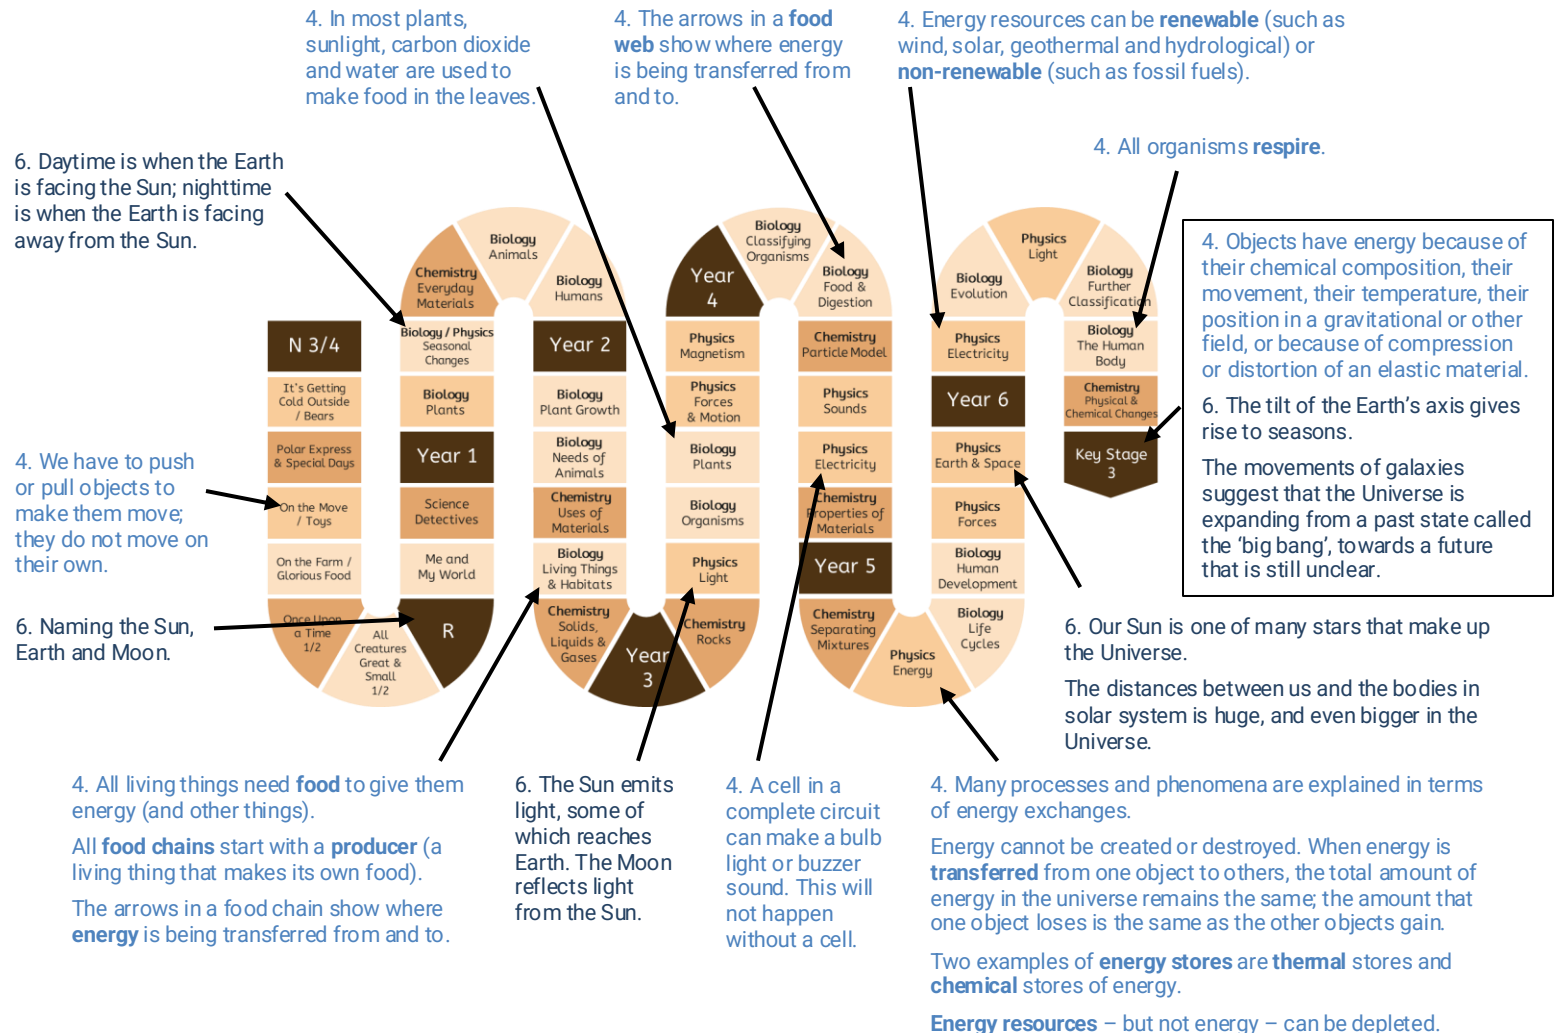 4. In most plants,
sunlight, carbon dioxide
and water are used to
make food in the leaves.
4. The arrows in a food
web show where energy
is being transferred from
and to.
4. Energy resources can be renewable (such as
wind, solar, geothermal and hydrological) or
non-renewable (such as fossil fuels).
4. All organisms respire.
6. Daytime is when the Earth
is facing the Sun; nighttime
is when the Earth is facing
away from the Sun.
4. We have to push
or pull objects to
make them move;
they do not move on
their own.
6. Naming the Sun,
Earth and Moon.
N 3/4
It's Getting
Cold Outside
/ Bears
Polar Express
& Special Days
On the Move
/ Toys
On the Farm /
Glorious Food
Once Upon
a Time
1/2
All
Creatures
Great &
Small
1/2
R
Me and
My World
Science
Detectives
Year 1
Biology
Plants
Biology / Physics
Seasonal
Changes
Chemistry
Everyday
Materials
Biology
Animals
Biology
Humans
Year 2
Biology
Plant Growth
Biology
Needs of
Animals
Chemistry
Uses of
Materials
Biology
Living Things
& Habitats
Chemistry
Solids,
Liquids &
Gases
Year
3
Chemistry
Rocks
Physics
Light
Biology
Organisms
Biology
Plants
Physics
Forces
& Motion
Physics
Magnetism
Year
4
Biology
Classifying
Organisms
Biology
Food &
Digestion
Chemistry
Particle Model
Physics
Sounds
Physics
Electricity
Chemistry
Properties of
Materials
Year 5
Chemistry
Separating
Mixtures
Physics
Energy
Biology
Life
Cycles
Biology
Human
Development
Physics
Forces
Physics
Earth & Space
Year 6
Physics
Electricity
Biology
Evolution
Physics
Light
Biology
Further
Classification
Biology
The Human
Body
Chemistry
Physical &
Chemical Changes
Key Stage
3
4. Objects have energy because of
their chemical composition, their
movement, their temperature, their
position in a gravitational or other
field, or because of compression
or distortion of an elastic material.
6. The tilt of the Earth's axis gives
rise to seasons.
The movements of galaxies
suggest that the Universe is
expanding from a past state called
the 'big bang', towards a future
that is still unclear.
6. Our Sun is one of many stars that make up
the Universe.
The distances between us and the bodies in
solar system is huge, and even bigger in the
Universe.
4. All living things need food to give them
energy (and other things).
All food chains start with a producer (a
living thing that makes its own food).
The arrows in a food chain show where
energy is being transferred from and to.
6. The Sun emits
light, some of
which reaches
Earth. The Moon
reflects light
from the Sun.
4. A cell in a
complete circuit
can make a bulb
light or buzzer
sound. This will
not happen
without a cell.
4. Many processes and phenomena are explained in terms
of energy exchanges.
Energy cannot be created or destroyed. When energy is
transferred from one object to others, the total amount of
energy in the universe remains the same; the amount that
one object loses is the same as the other objects gain.
Two examples of energy stores are thermal stores and
chemical stores of energy.
Energy resources – but not energy – can be depleted.